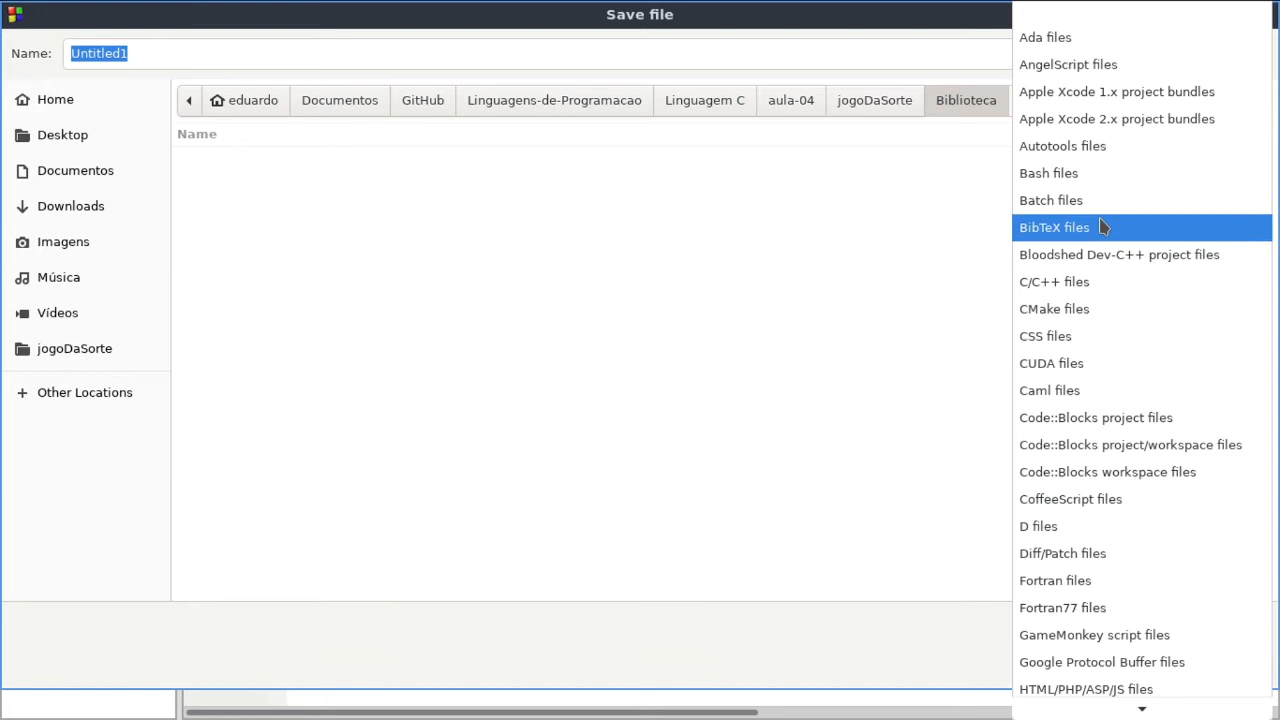 Save file
Name: Untitled1
Home
Desktop
Documentos
Downloads
Imagens
Música
Vídeos
jogoDaSorte
Other Locations
eduardo Documentos GitHub Linguagens-de-Programacao Linguagem C aula-04 jogoDaSorte Biblioteca
Name
Ada files
AngelScript files
Apple Xcode 1.x project bundles
Apple Xcode 2.x project bundles
Autotools files
Bash files
Batch files
BibTeX files
Bloodshed Dev-C++ project files
C/C++ files
CMake files
CSS files
CUDA files
Caml files
Code::Blocks project files
Code::Blocks project/workspace files
Code::Blocks workspace files
CoffeeScript files
D files
Diff/Patch files
Fortran files
Fortran77 files
GameMonkey script files
Google Protocol Buffer files
HTML/PHP/ASP/JS files